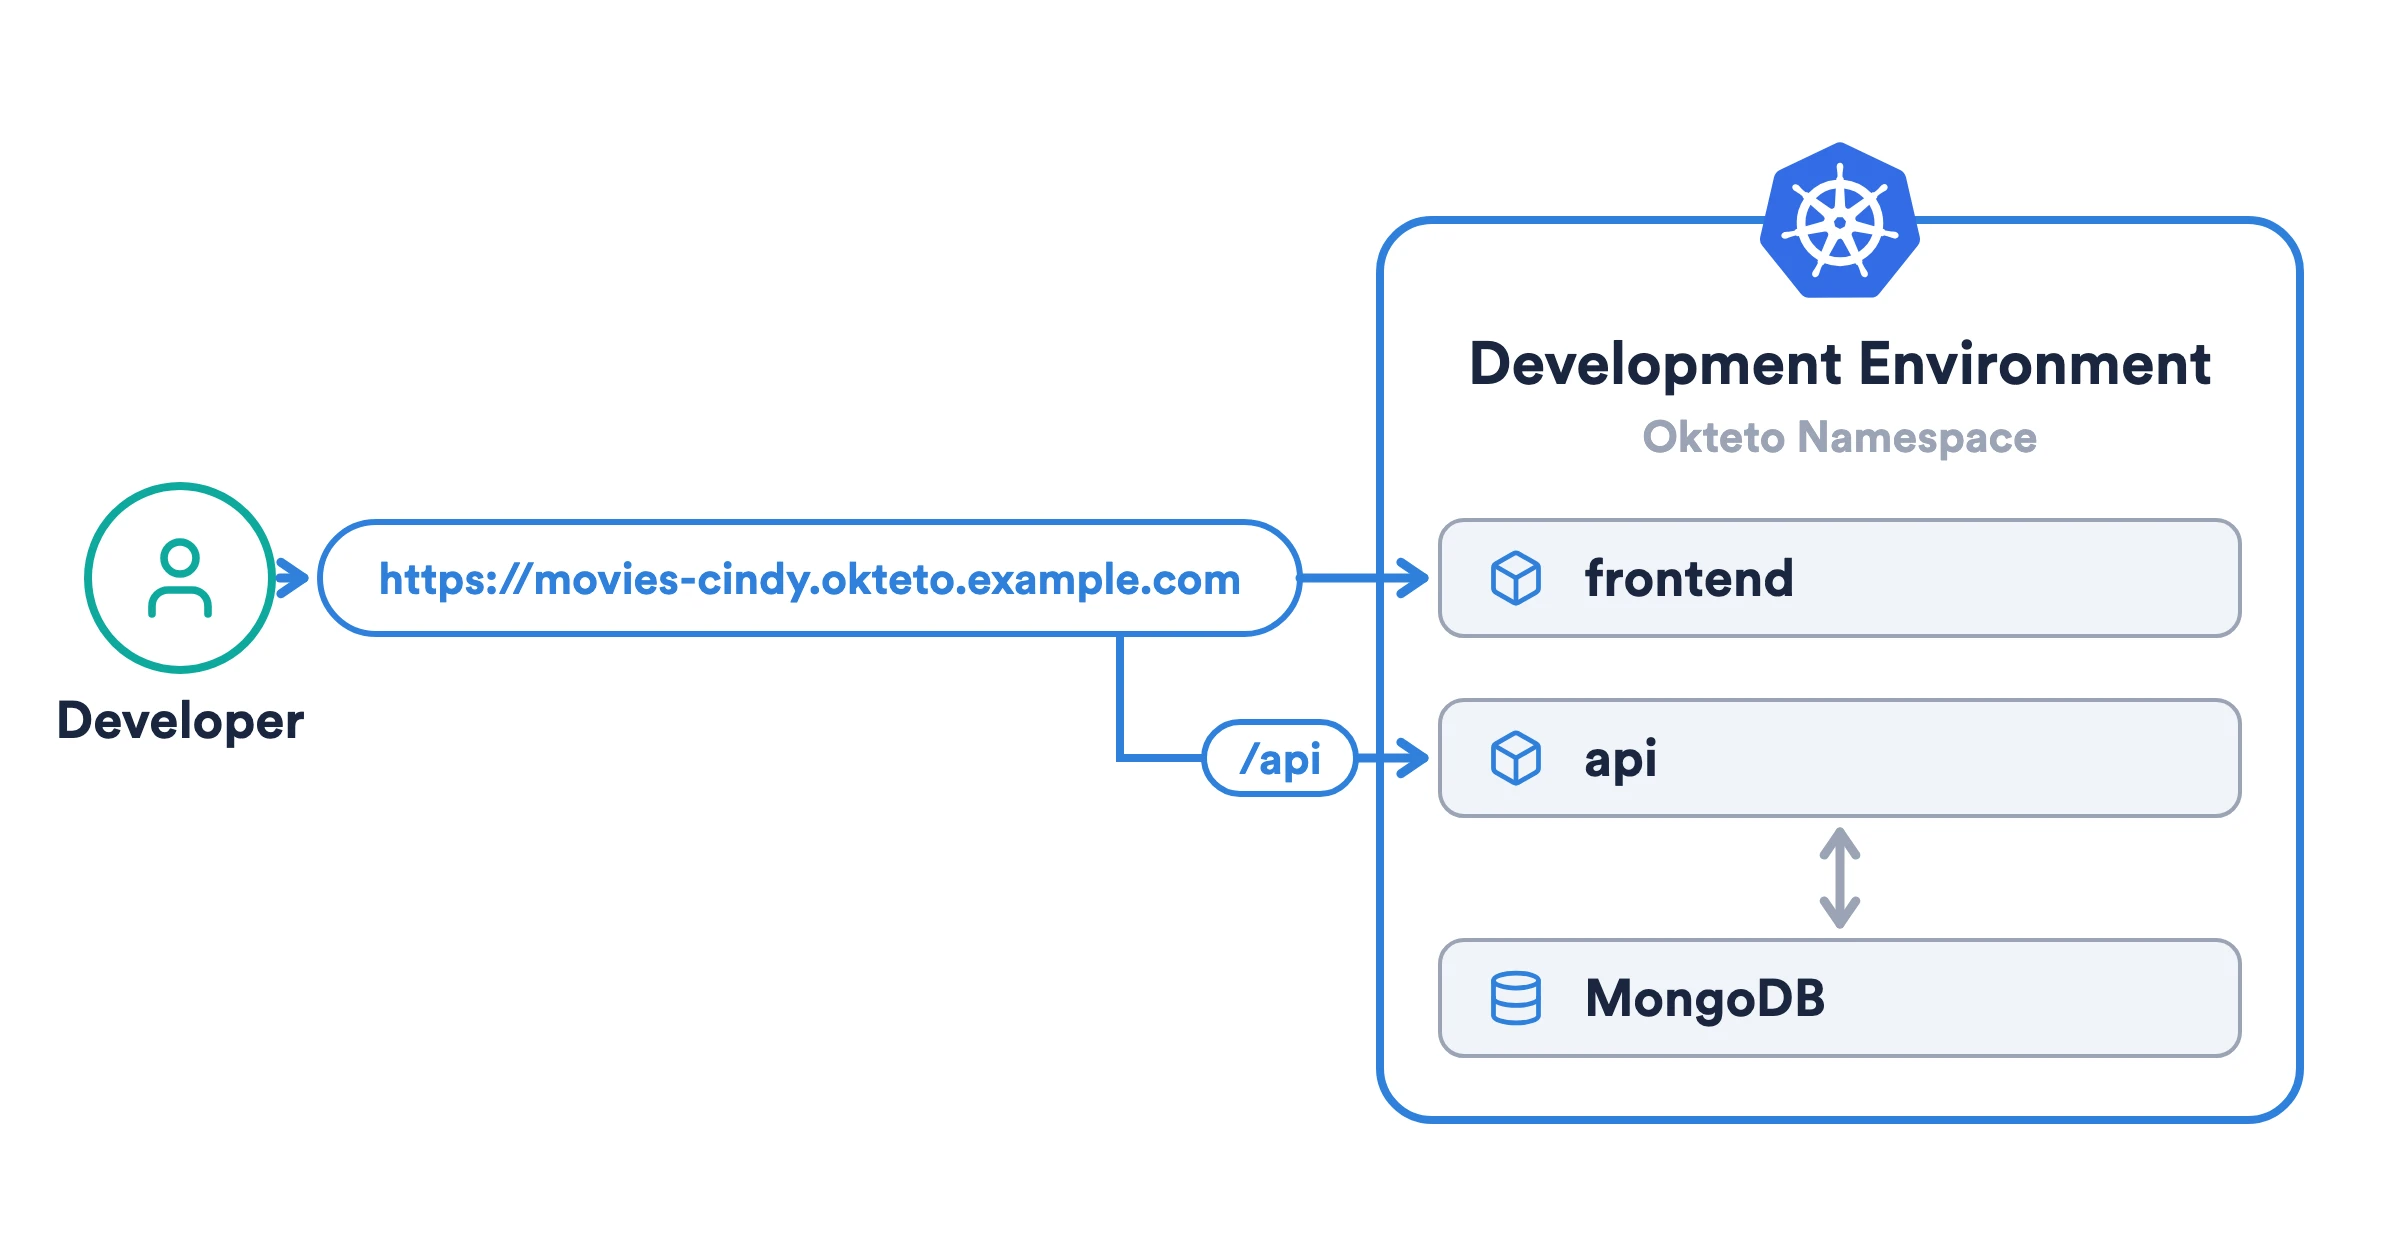 Development Environment
Okteto Namespace
Developer
https://movies-cindy.okteto.example.com
frontend
/api
api
MongoDB